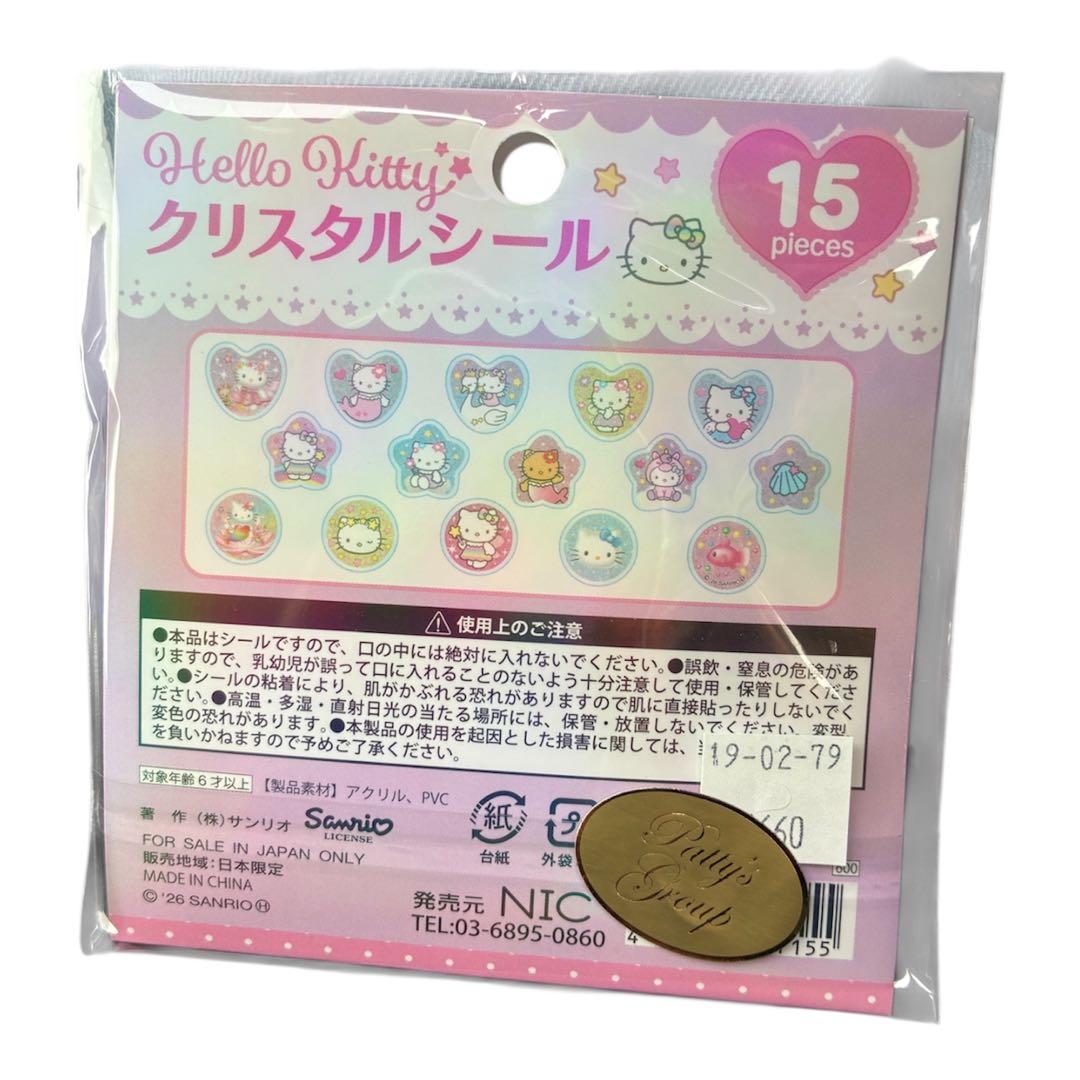 Hello Kitty
クリスタルシール
15
pieces
©'26 SANRIO Ⓗ
⚠ 使用上のご注意
●本品はシールですので、口の中には絶対に入れないでください。●誤飲・窒息の危険があ
りますので、乳幼児が誤って口に入れることのないよう十分注意して使用・保管してくださ
い。●シールの粘着により、肌がかぶれる恐れがありますので肌に直接貼ったりしないでく
ださい。●高温・多湿・直射日光の当たる場所には、保管・放置しないでください。変型
変色の恐れがあります。●本製品の使用を起因とした損害に関しては、
を負いかねますので予めご了承ください。
19-02-79
660
対象年齢6才以上 【製品素材】アクリル、PVC
著 作 (株)サンリオ Sanrio
LICENSE
紙
台紙
プ
外袋
FOR SALE IN JAPAN ONLY
販売地域:日本限定
MADE IN CHINA
©'26 SANRIO Ⓗ
発売元 NIC
TEL:03-6895-0860
Patty's
Group
600
4
155